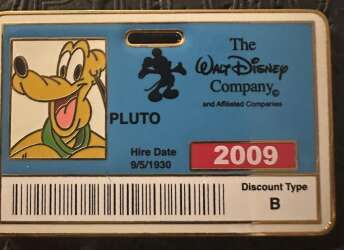 The
Walt Disney
Company©
and Affiliated Companies
PLUTO
Hire Date
9/5/1930
2009
Discount Type
B